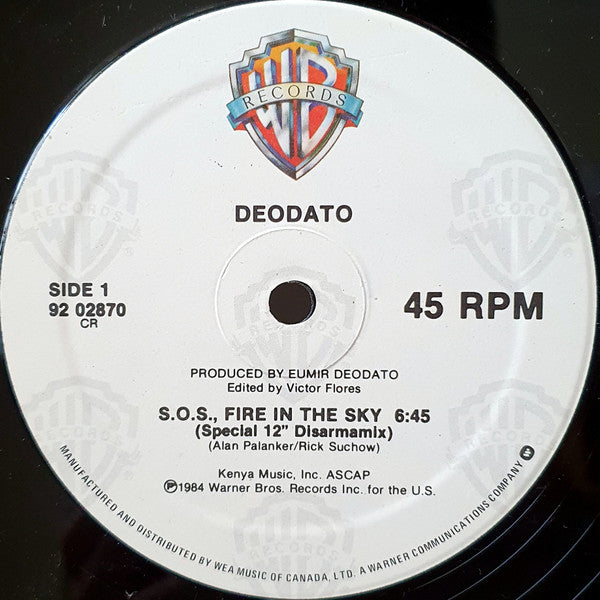 WB
RECORDS
DEODATO
SIDE 1
92 02870
CR
45 RPM
PRODUCED BY EUMIR DEODATO
Edited by Victor Flores
S.O.S., FIRE IN THE SKY 6:45
(Special 12” Disarmamix)
(Alan Palanker/Rick Suchow)
Kenya Music, Inc. ASCAP
℗1984 Warner Bros. Records Inc. for the U.S.
MANUFACTURED AND DISTRIBUTED BY WEA MUSIC OF CANADA, LTD. A WARNER COMMUNICATIONS COMPANY